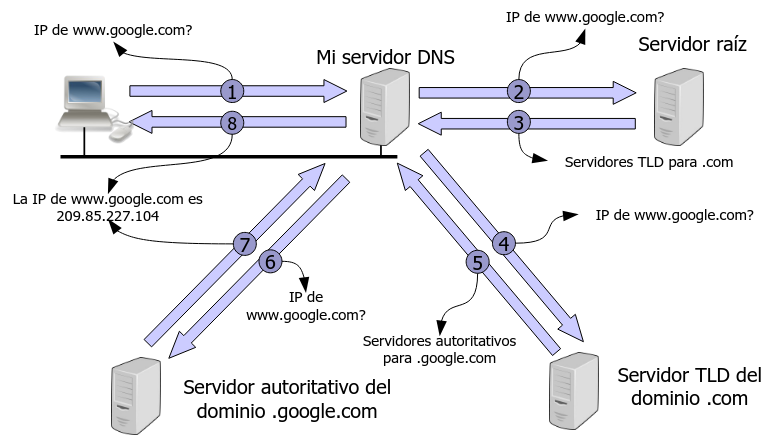 IP de www.google.com?
IP de www.google.com?
Mi servidor DNS
Servidor raíz
1
2
8
3
Servidores TLD para .com
La IP de www.google.com es
209.85.227.104
IP de www.google.com?
7
6
5
4
IP de
www.google.com?
Servidores autoritativos
para .google.com
Servidor autoritativo del
dominio .google.com
Servidor TLD del
dominio .com